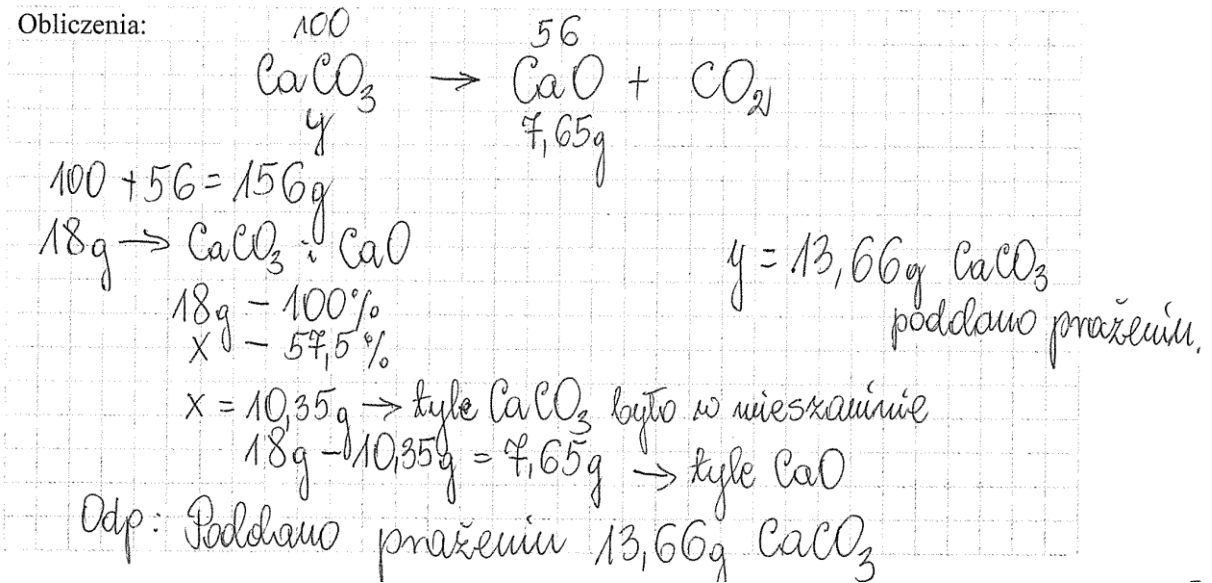 Obliczenia:
100 56
CaCO₃ → CaO + CO₂
y 7,65g
100 + 56 = 156g
18g → CaCO₃ i CaO
y = 13,66g CaCO₃
poddano prażeniu.
18g - 100%
x - 57,5%
x = 10,35g → tyle CaCO₃ było w mieszaninie
18g - 10,35g = 7,65g → tyle CaO
Odp: Poddano prażeniu 13,66g CaCO₃